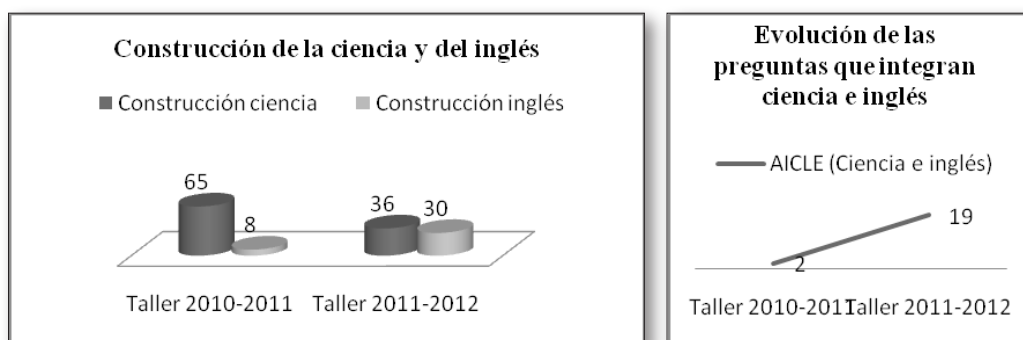 Construcción de la ciencia y del inglés
Construcción ciencia Construcción inglés
65
8
36
30
Taller 2010-2011 Taller 2011-2012
Evolución de las
preguntas que integran
ciencia e inglés
AICLE (Ciencia e inglés)
19
2
Taller 2010-2011 Taller 2011-2012